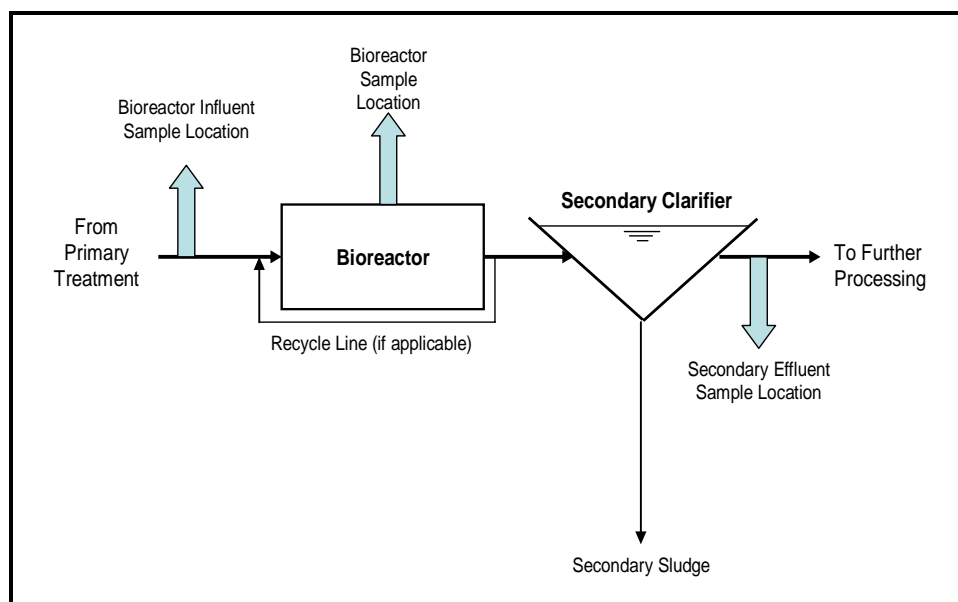 Bioreactor
Sample
Location
Bioreactor Influent
Sample Location
Secondary Clarifier
From
Primary
Treatment
Bioreactor
To Further
Processing
Recycle Line (if applicable)
Secondary Effluent
Sample Location
Secondary Sludge